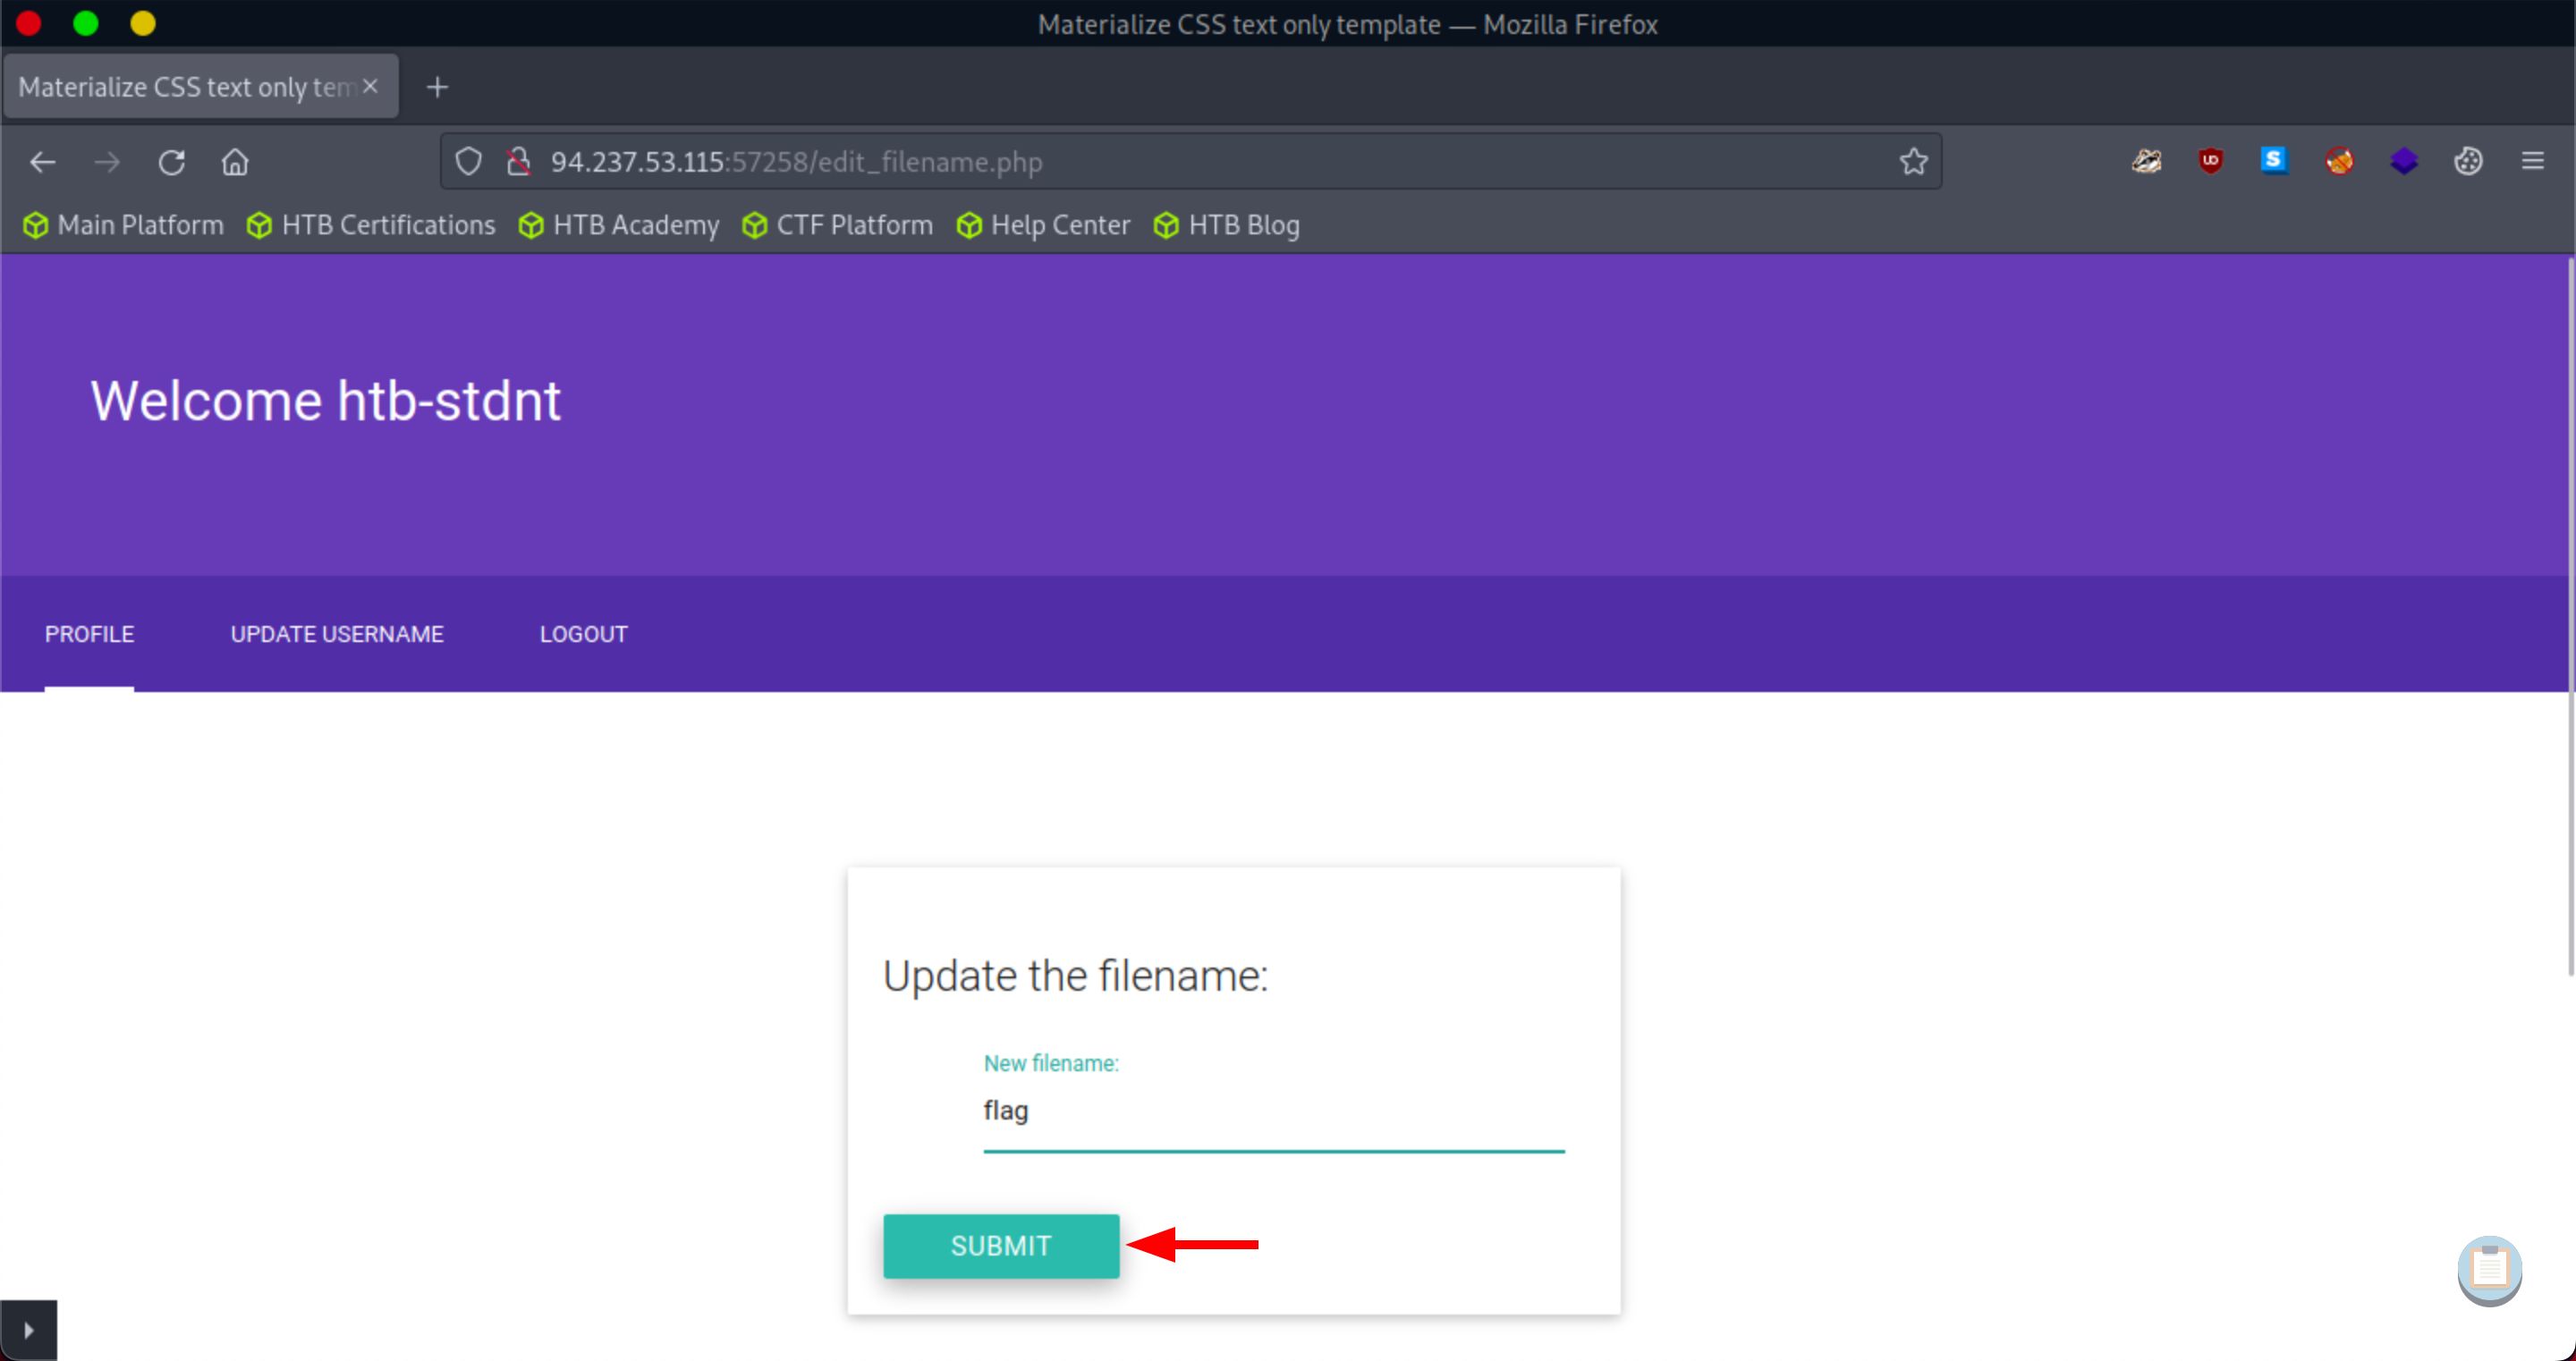 Materialize CSS text only template — Mozilla Firefox
Materialize CSS text only tem
94.237.53.115:57258/edit_filename.php
Main Platform HTB Certifications HTB Academy CTF Platform Help Center HTB Blog
Welcome htb-stdnt
PROFILE UPDATE USERNAME LOGOUT
Update the filename:
New filename:
flag
SUBMIT